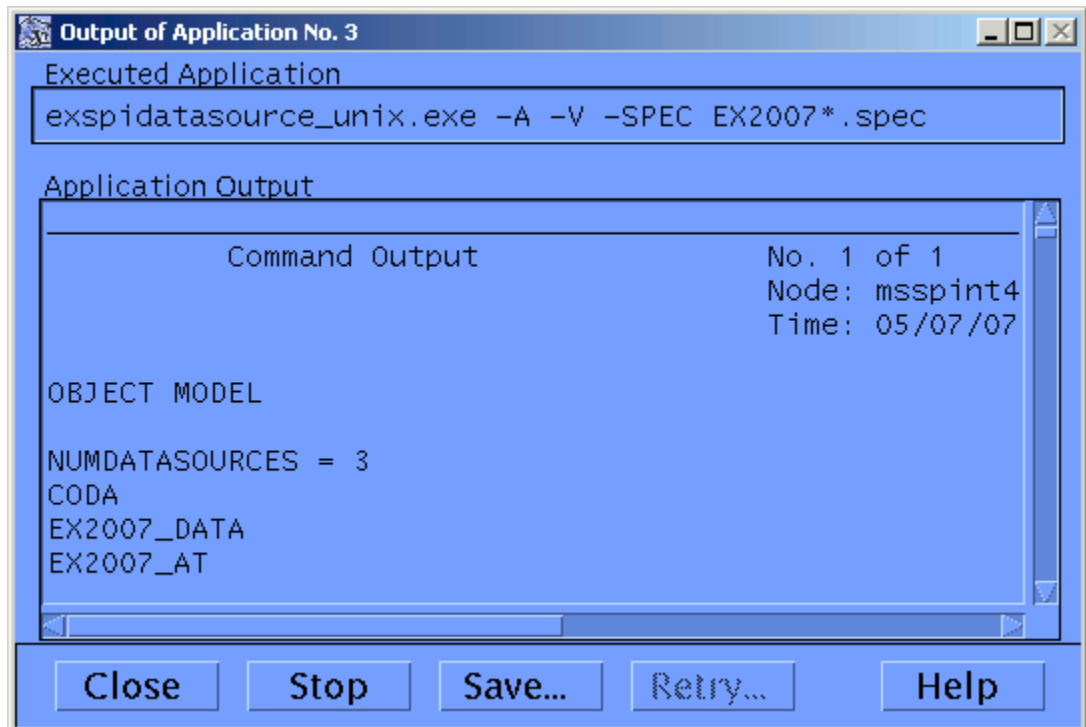 Output of Application No. 3
Executed Application
exspidatasource_unix.exe -A -V -SPEC EX2007*.spec
Application Output
Command Output No. 1 of 1
Node: msspint4
Time: 05/07/07
OBJECT MODEL
NUMDATASOURCES = 3
CODA
EX2007_DATA
EX2007_AT
Close Stop Save... Retry... Help